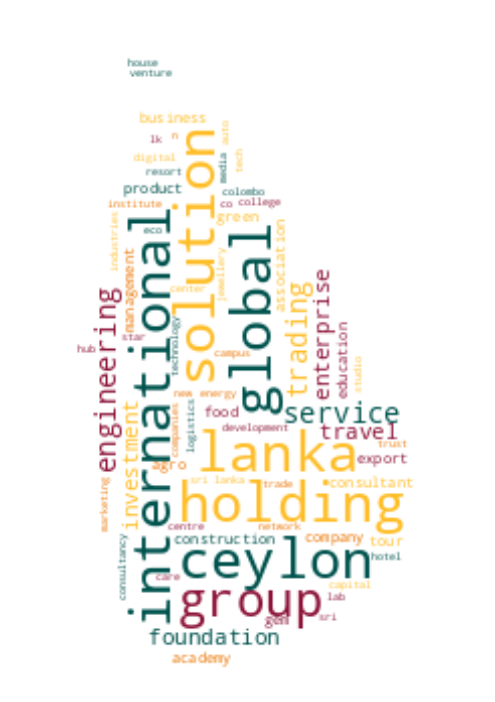 house
venture
business
lk
n
auto
digital
tech
media
resort
product
colombo
institute
co
college
green
industries
eco
solution
international
global
association
management
jewellery
center
engineering
trading
enterprise
education
technology
star
hub
campus
studio
new
energy
companies
logistics
food
service
development
travel
investment
lanka
trust
agro
export
sri lanka
trade
consultant
marketing
holding
centre
network
construction
company
tour
consultancy
ceylon
hotel
care
capital
group
lab
gem
sri
foundation
academy